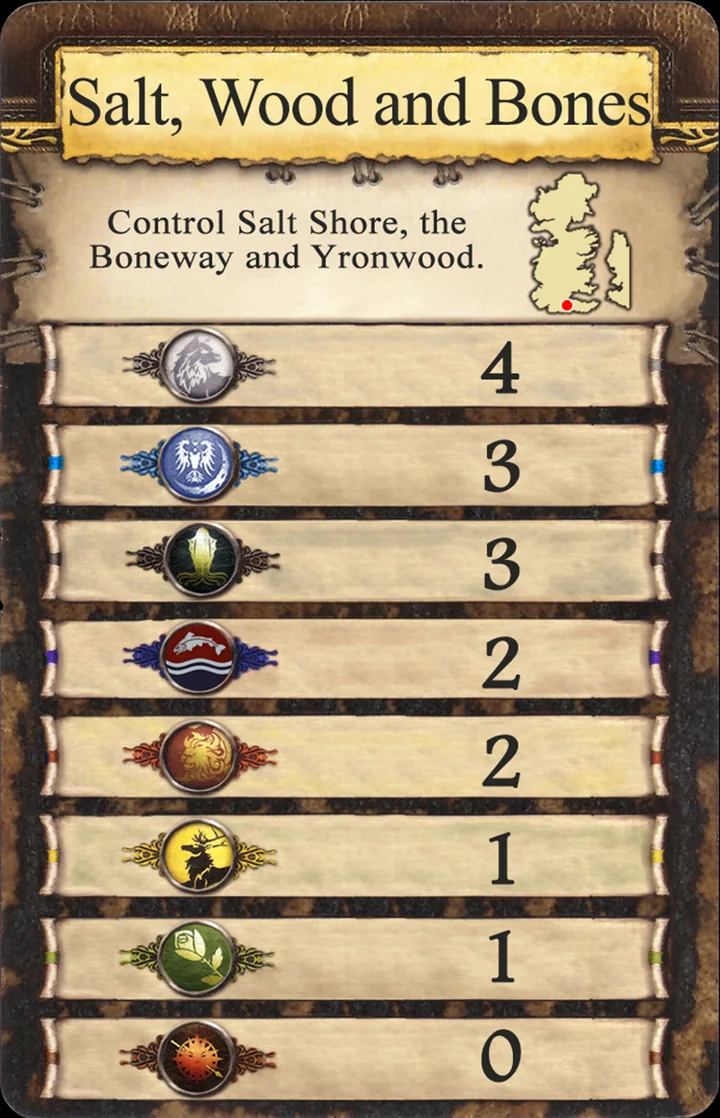 Salt, Wood and Bones
Control Salt Shore, the
Boneway and Yronwood.
4
3
3
2
2
1
1
0